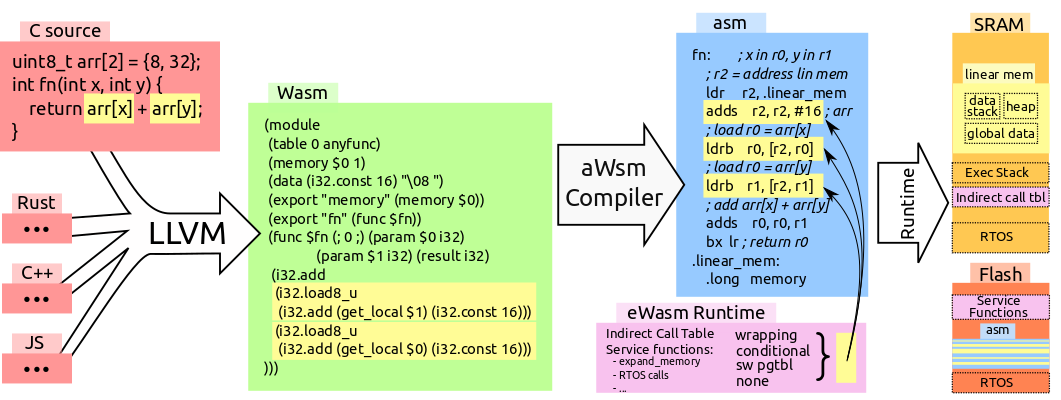 C source
uint8_t arr[2] = {8, 32};
int fn(int x, int y) {
return arr[x] + arr[y];
}
Rust
•••
C++
•••
JS
•••
LLVM
Wasm
(module
(table 0 anyfunc)
(memory $0 1)
(data (i32.const 16) "\08 ")
(export "memory" (memory $0))
(export "fn" (func $fn))
(func $fn (; 0 ;) (param $0 i32)
(param $1 i32) (result i32)
(i32.add
(i32.load8_u
(i32.add (get_local $1) (i32.const 16)))
(i32.load8_u
(i32.add (get_local $0) (i32.const 16)))
)))
aWsm
Compiler
asm
fn: ; x in r0, y in r1
; r2 = address lin mem
ldr r2, .linear_mem
adds r2, r2, #16 ; arr
; load r0 = arr[x]
ldrb r0, [r2, r0]
; load r0 = arr[y]
ldrb r1, [r2, r1]
; add arr[x] + arr[y]
adds r0, r0, r1
bx lr ; return r0
.linear_mem:
.long memory
eWasm Runtime
Indirect Call Table
Service functions:
- expand_memory
- RTOS calls
- ...
wrapping
conditional
sw pgtbl
none
}
Runtime
SRAM
linear mem
data
stack
heap
global data
Exec Stack
Indirect call tbl
RTOS
Flash
Service
Functions
asm
RTOS